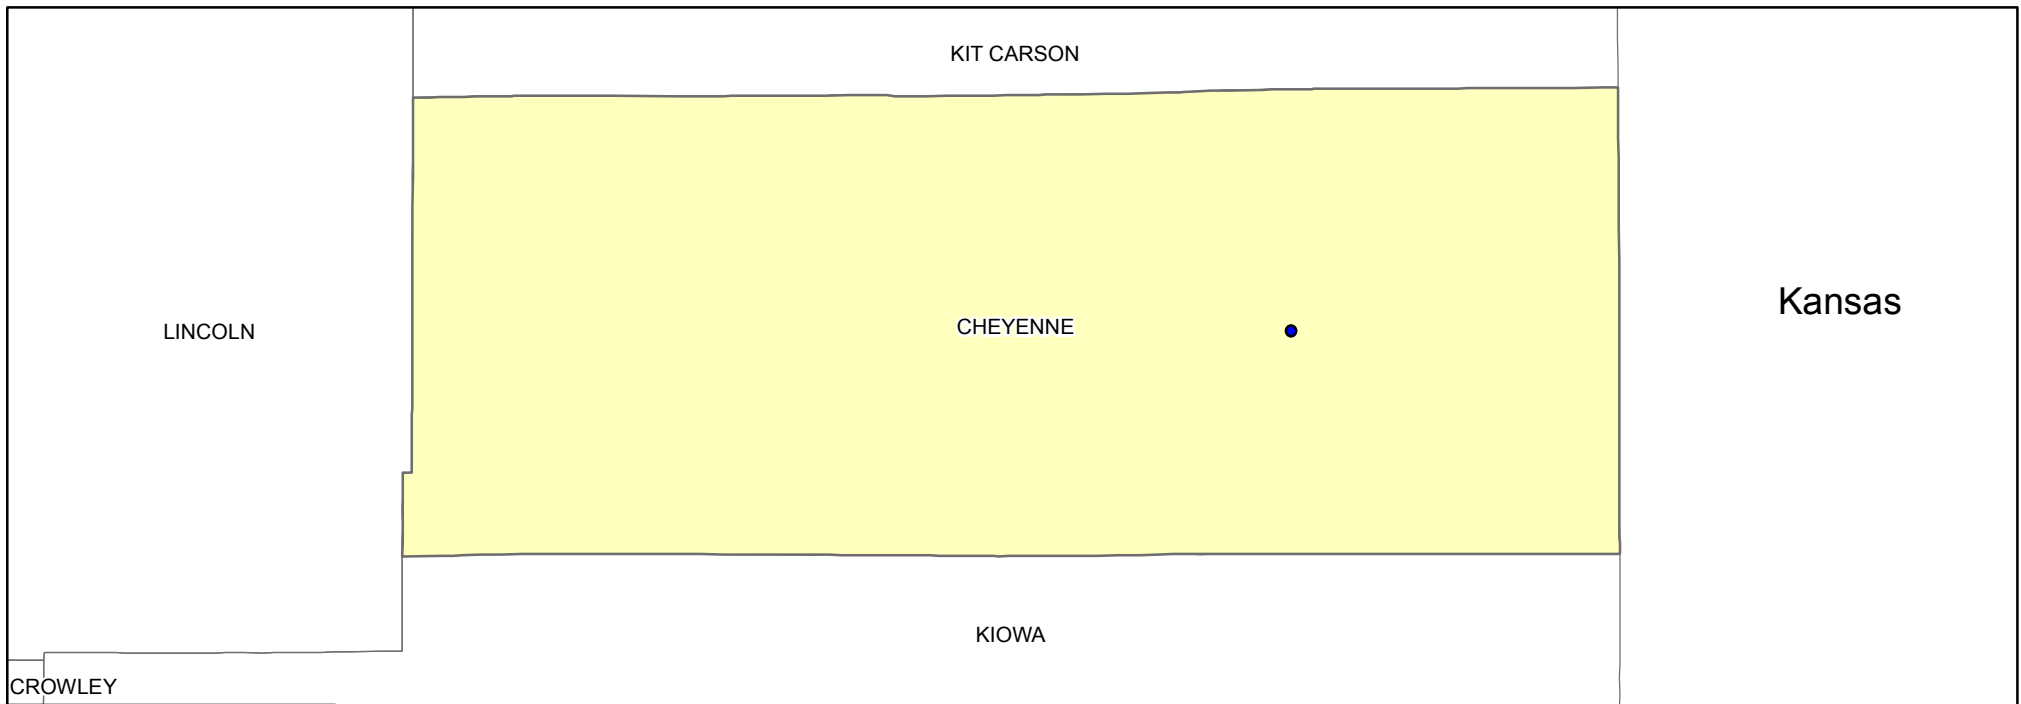 KIT CARSON
Kansas
LINCOLN
CHEYENNE
KIOWA
CROWLEY